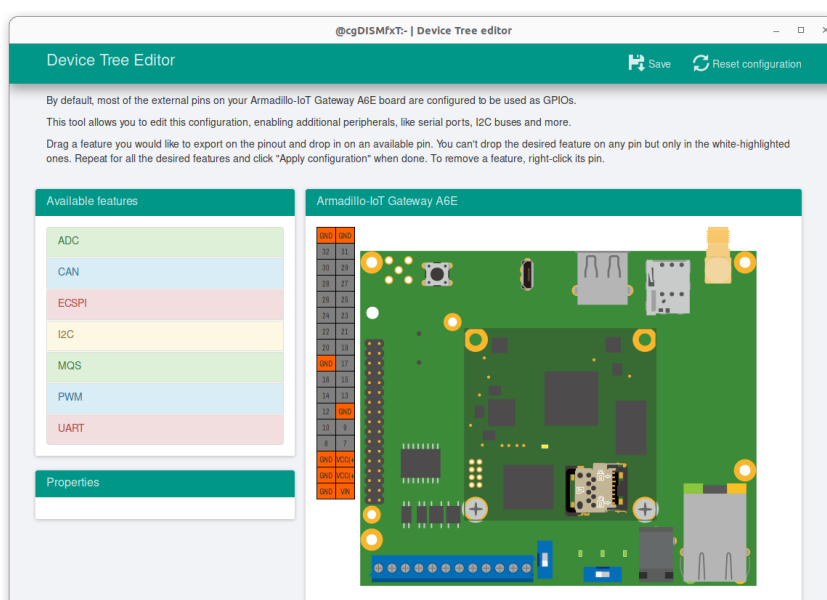 @cgDISMfxT:~ | Device Tree editor
Device Tree Editor
Save
Reset configuration
By default, most of the external pins on your Armadillo-IoT Gateway A6E board are configured to be used as GPIOs.
This tool allows you to edit this configuration, enabling additional peripherals, like serial ports, I2C buses and more.
Drag a feature you would like to export on the pinout and drop in on an available pin. You can't drop the desired feature on any pin but only in the white-highlighted
ones. Repeat for all the desired features and click "Apply configuration" when done. To remove a feature, right-click its pin.
Available features
ADC
CAN
ECSPI
I2C
MQS
PWM
UART
Properties
Armadillo-IoT Gateway A6E
GND GND
32 31
30 29
28 27
26 25
24 23
22 21
20 19
GND 17
16 15
14 13
12 GND
10 9
8 7
GND VCC(+
GND VCC(+
GND VIN